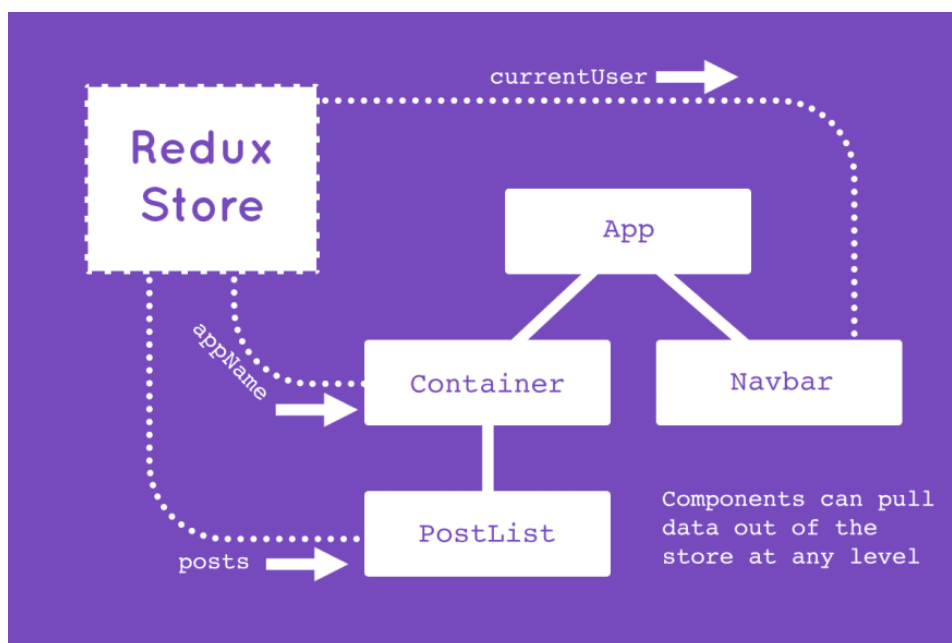 currentUser
Redux
Store
App
appName
Container
Navbar
PostList
posts
Components can pull
data out of the
store at any level